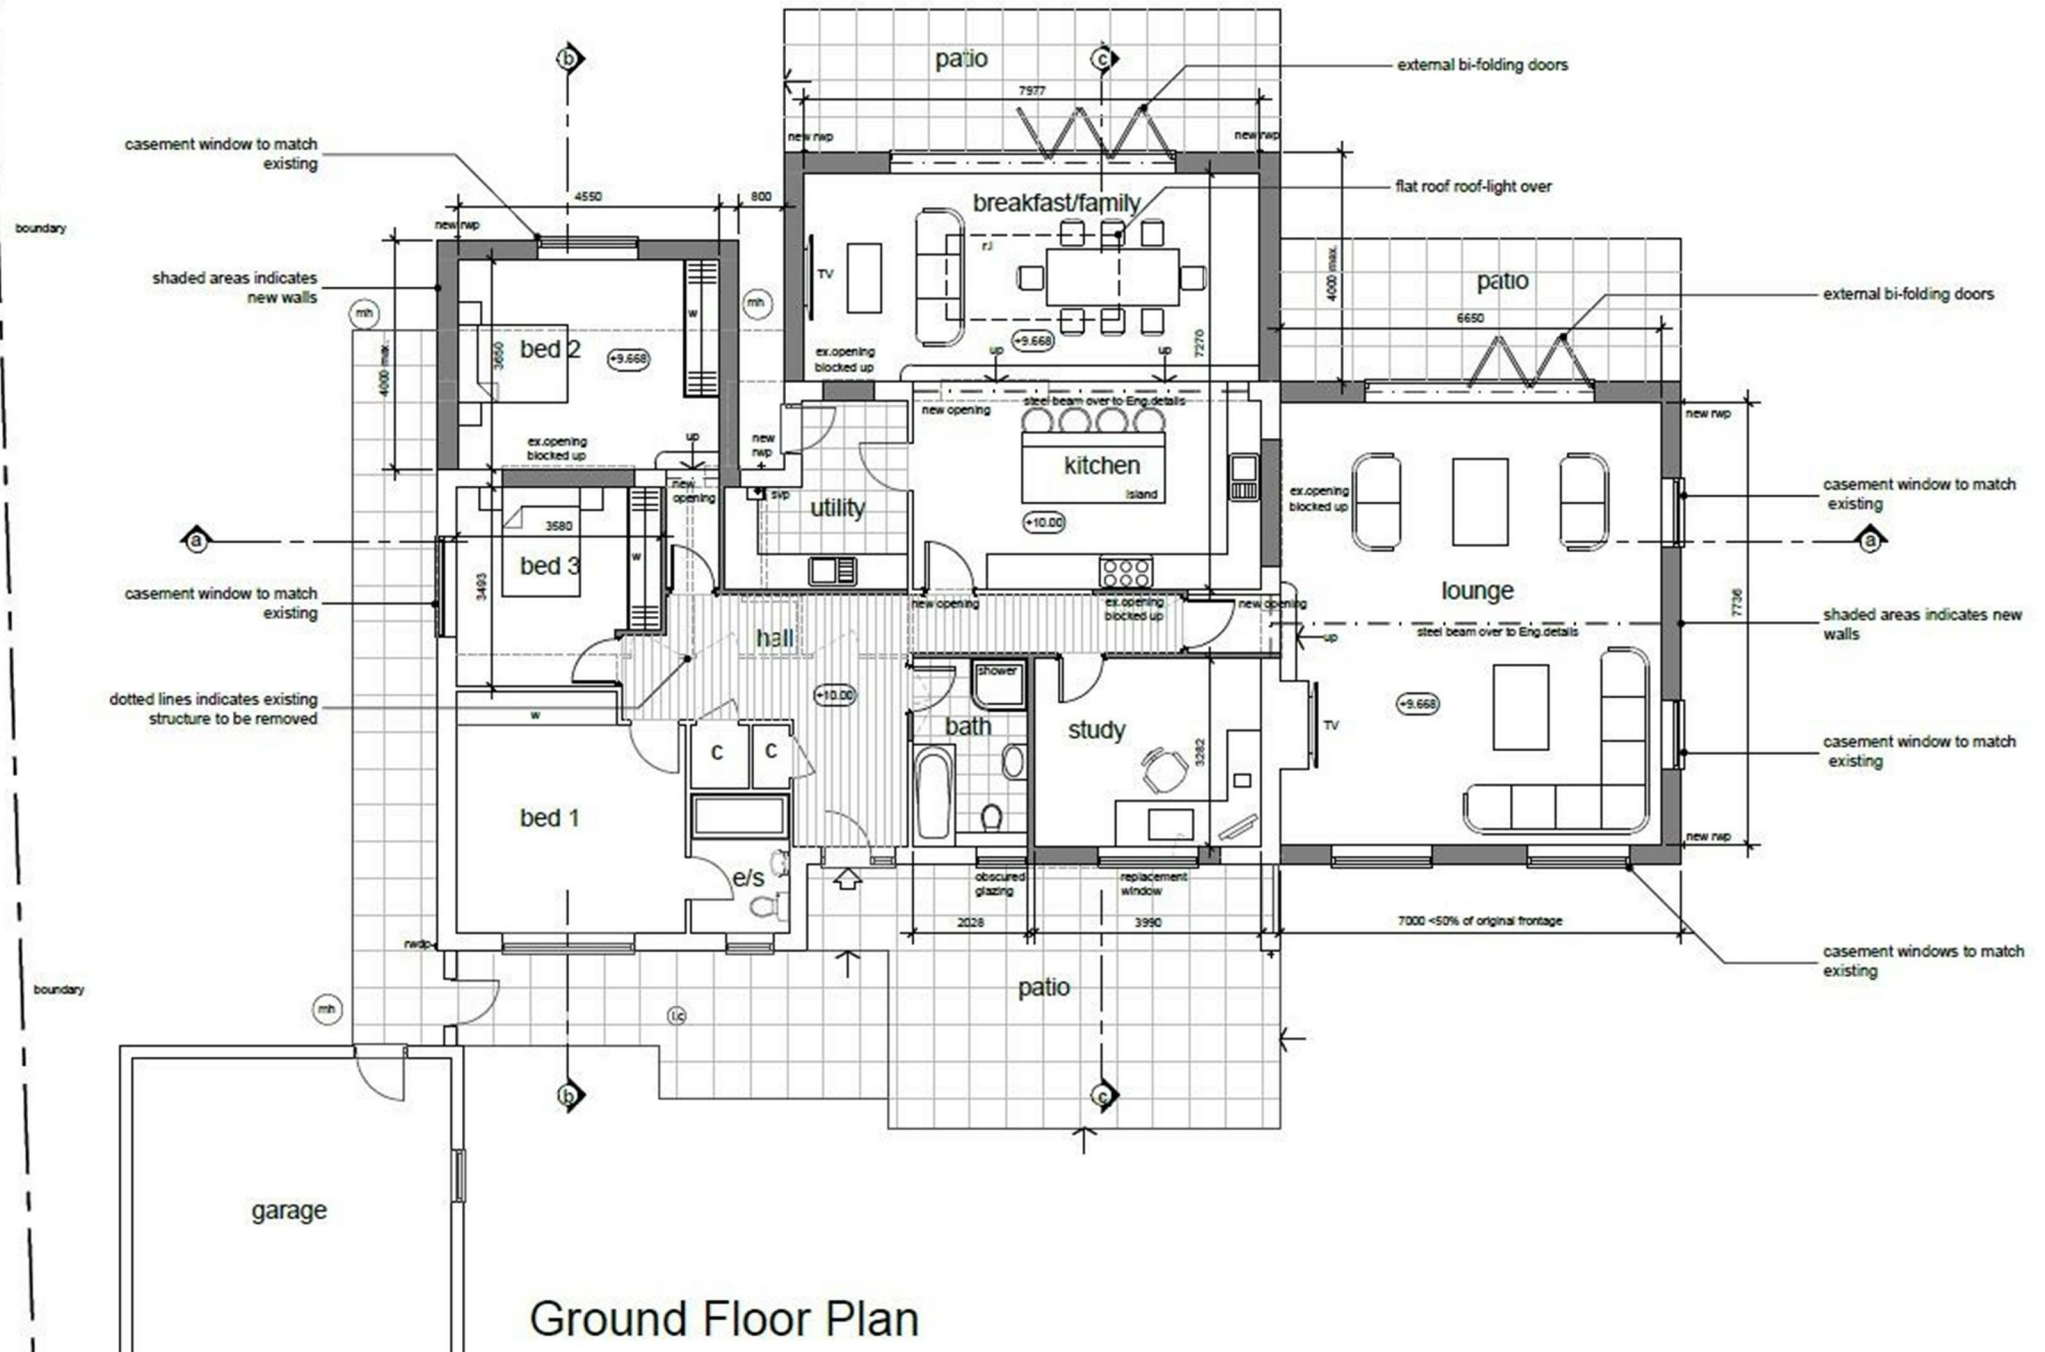 patio
c
b
external bi-folding doors
7977
new rwp
new rwp
casement window to match
existing
flat roof roof-light over
breakfast/family
4550
800
new rwp
boundary
r.l
TV
4000 max.
patio
shaded areas indicates
new walls
external bi-folding doors
mh
mh
w
6650
bed 2
+9.668
3650
4000 max.
+9.668
up
up
7270
ex.opening
blocked up
steel beam over to Eng.details
new opening
new rwp
ex.opening
blocked up
up
new
rwp
kitchen
island
new
opening
svp
utility
ex.opening
blocked up
casement window to match
existing
3580
+10.00
a
a
bed 3
w
3493
casement window to match
existing
lounge
7736
new opening
ex.opening
blocked up
new opening
hall
up
steel beam over to Eng.details
shaded areas indicates new
walls
shower
dotted lines indicates existing
structure to be removed
+10.00
+9.668
w
bath
study
TV
c
c
3282
casement window to match
existing
bed 1
new rwp
e/s
obscured
glazing
replacement
window
2028
3990
7000 <50% of original frontage
rwdp
casement windows to match
existing
boundary
patio
mh
i.c
b
c
garage
Ground Floor Plan